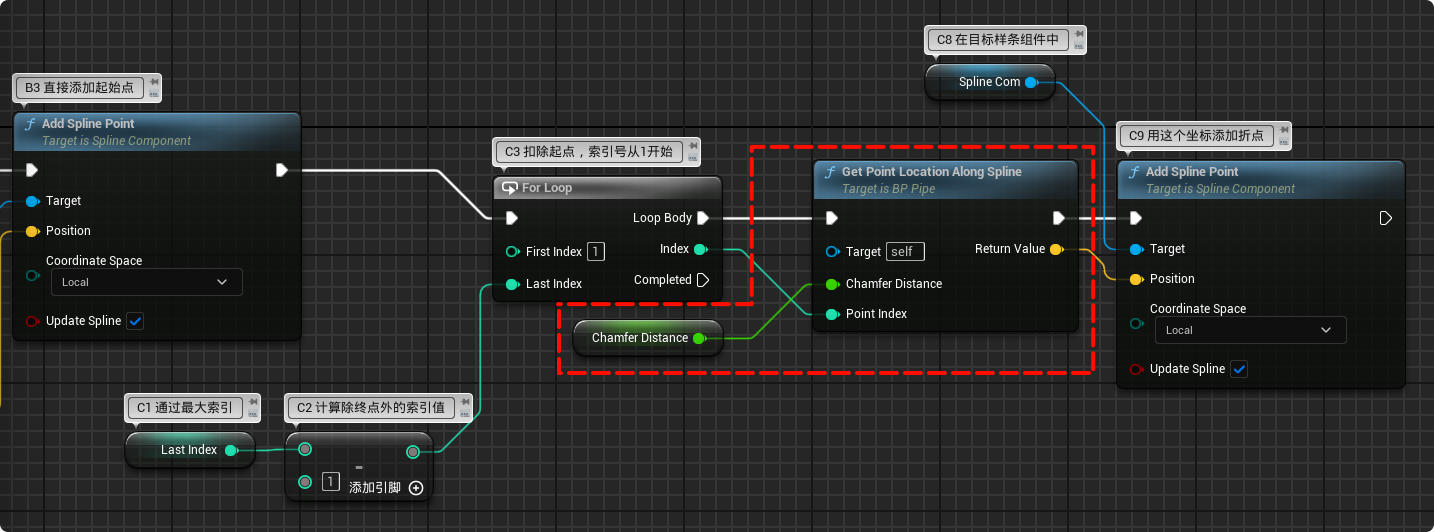 C8 在目标样条组件中
Spline Com
B3 直接添加起始点
Add Spline Point
Target is Spline Component
Target
Position
Coordinate Space
Local
Update Spline
C3 扣除起点，索引号从1开始
For Loop
Loop Body
First Index 1
Index
Last Index
Completed
Get Point Location Along Spline
Target is BP Pipe
Target self
Return Value
Chamfer Distance
Point Index
Chamfer Distance
C9 用这个坐标添加折点
Add Spline Point
Target is Spline Component
Target
Position
Coordinate Space
Local
Update Spline
C1 通过最大索引
Last Index
C2 计算除终点外的索引值
-
1
添加引脚